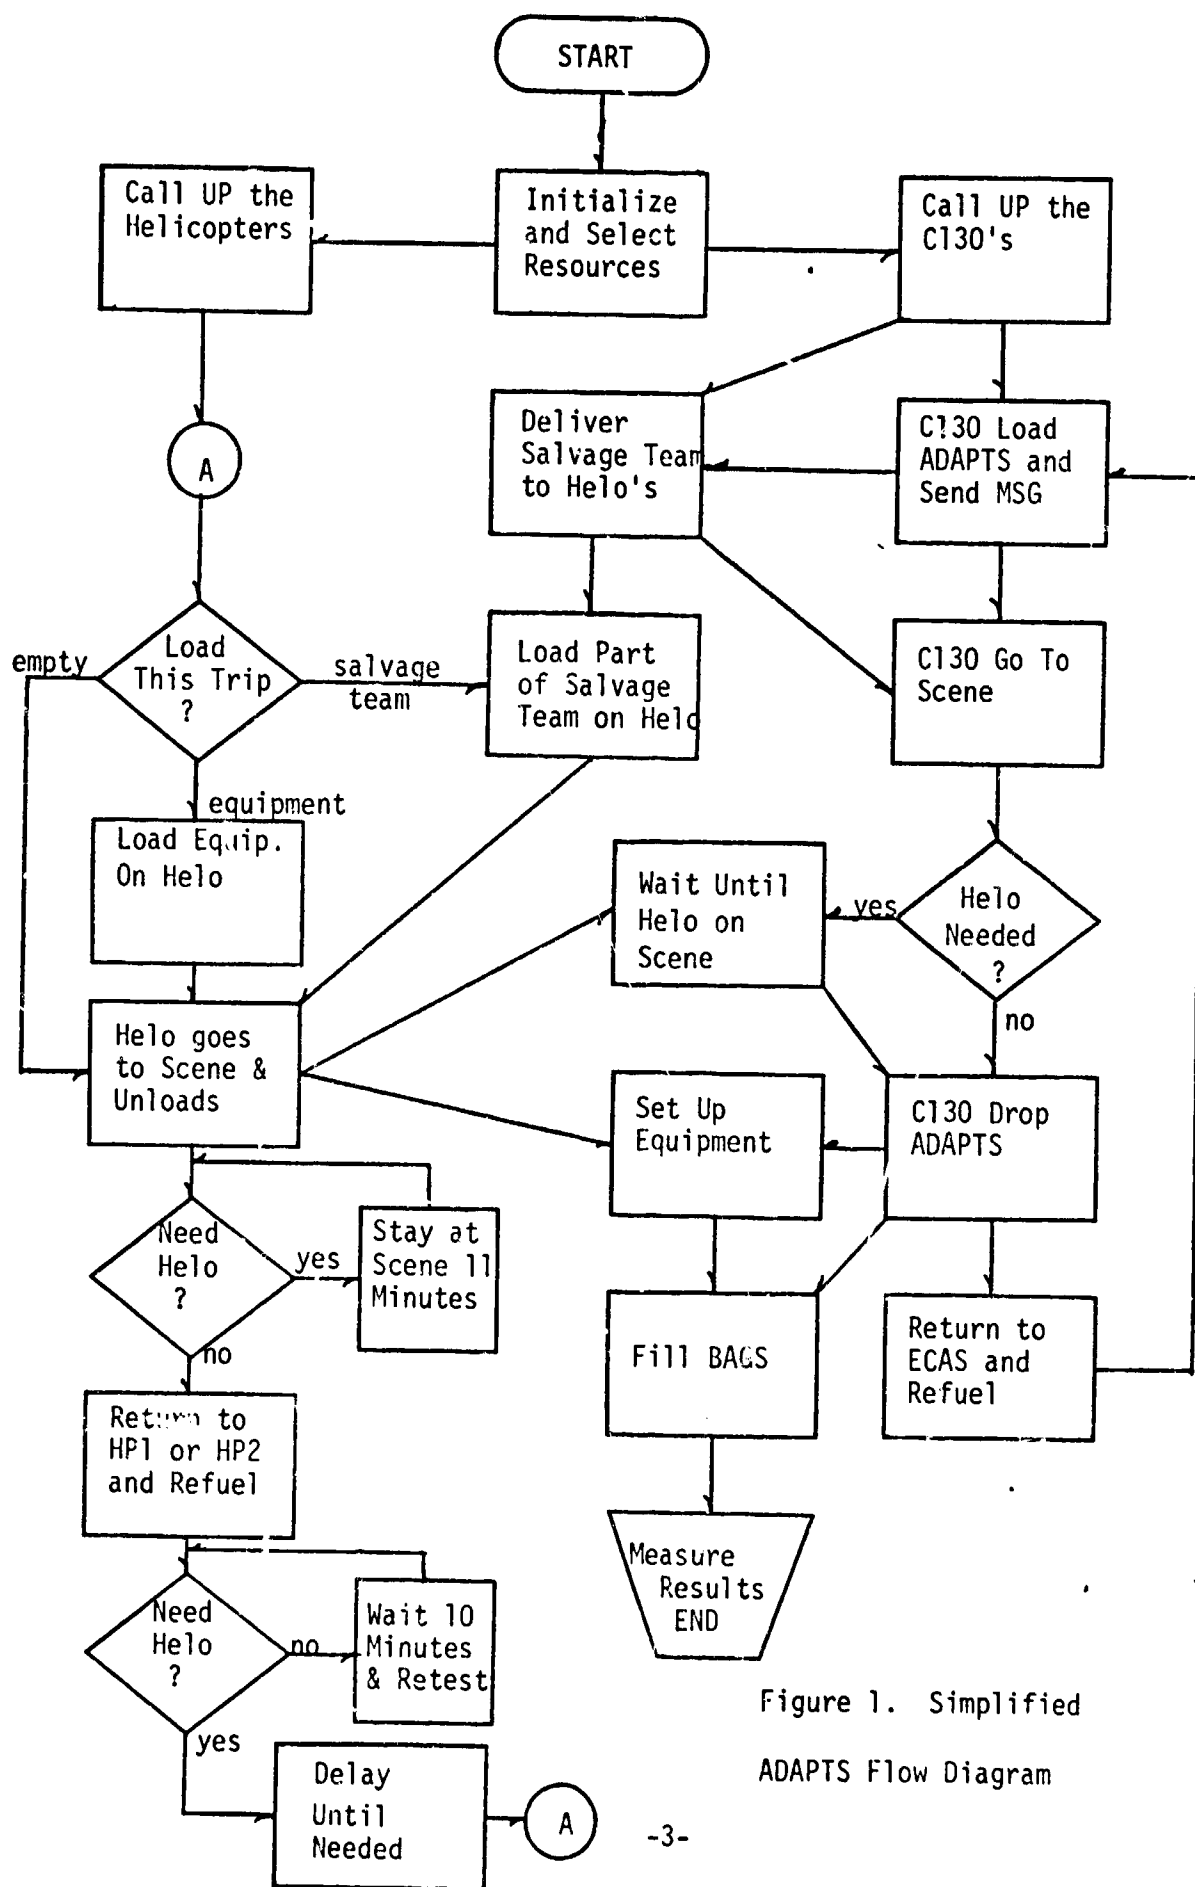 START
Call UP the
Helicopters
Initialize
and Select
Resources
Call UP the
C130's
A
Deliver
Salvage Team
to Helo's
C130 Load
ADAPTS and
Send MSG
Load
This Trip
?
empty
salvage
team
equipment
Load Part
of Salvage
Team on Helo
C130 Go To
Scene
Load Equip.
On Helo
Wait Until
Helo on
Scene
yes
Helo
Needed
?
no
Helo goes
to Scene &
Unloads
Set Up
Equipment
C130 Drop
ADAPTS
Need
Helo
?
yes
Stay at
Scene 11
Minutes
no
Fill BAGS
Return to
ECAS and
Refuel
Return to
HP1 or HP2
and Refuel
Measure
Results
END
Need
Helo
?
no
Wait 10
Minutes
& Retest
yes
Delay
Until
Needed
A
Figure 1. Simplified
ADAPTS Flow Diagram
-3-